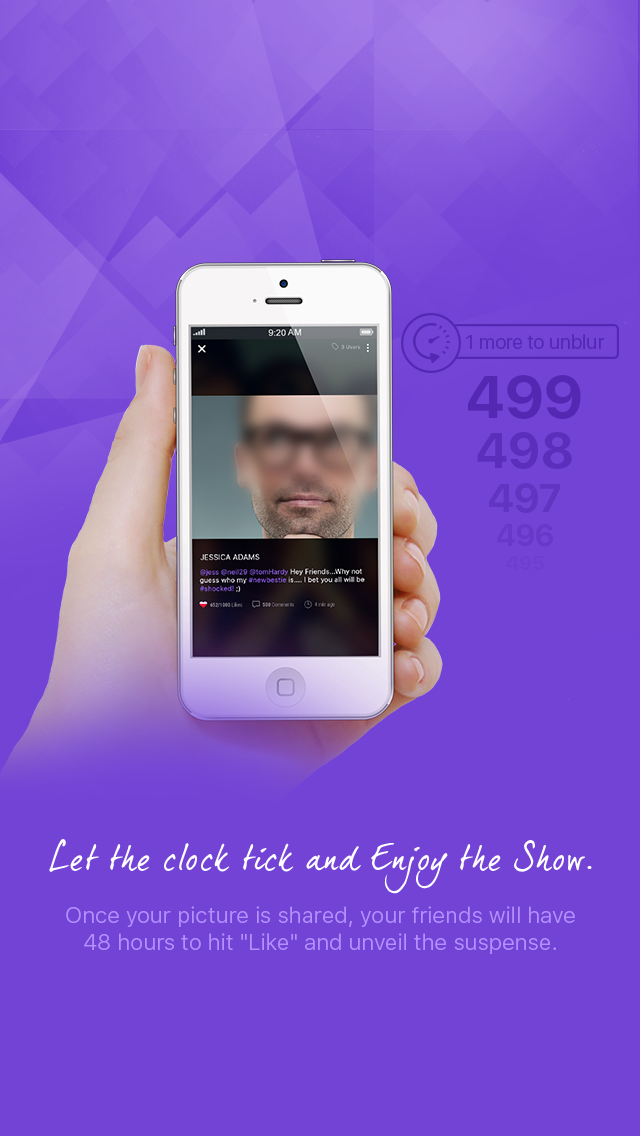 9:20 AM
3 Users
1 more to unblur
499
498
497
496
495
JESSICA ADAMS
@jess @neil29 @tomHardy Hey Friends...Why not
guess who my #newbestie is..... I bet you all will be
#shocked! ;)
452/1000 Likes 500 Comments 4 min ago
Let the clock tick and Enjoy the Show.
Once your picture is shared, your friends will have
48 hours to hit "Like" and unveil the suspense.